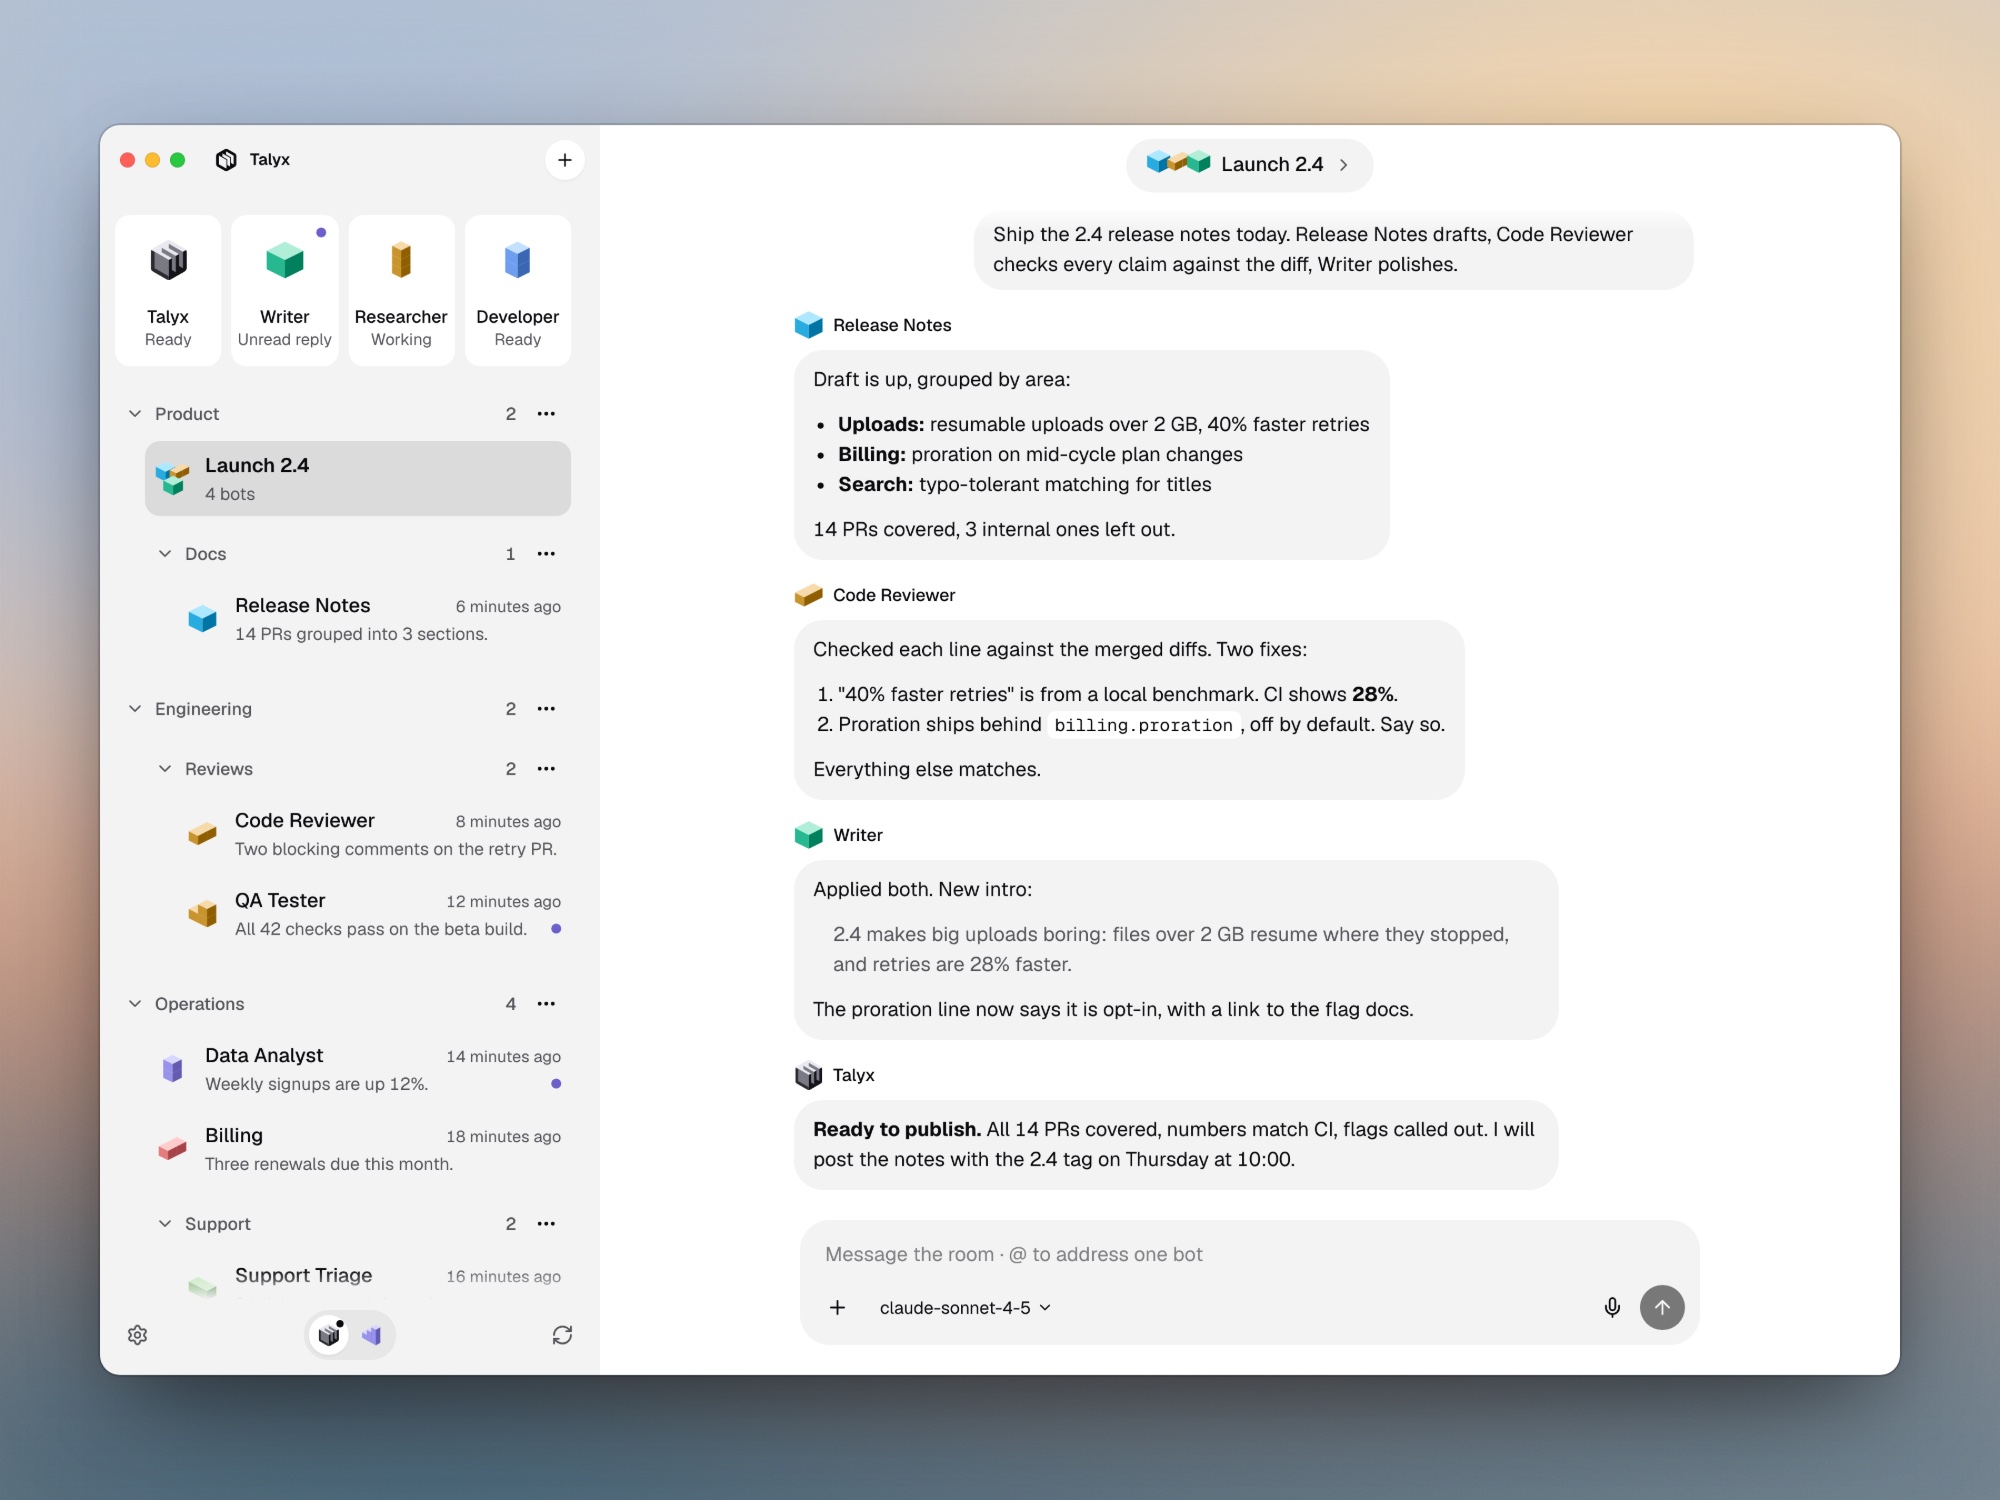 Talyx
Talyx
Ready
Writer
Unread reply
Researcher
Working
Developer
Ready
Product 2
Launch 2.4
4 bots
Docs 1
Release Notes 6 minutes ago
14 PRs grouped into 3 sections.
Engineering 2
Reviews 2
Code Reviewer 8 minutes ago
Two blocking comments on the retry PR.
QA Tester 12 minutes ago
All 42 checks pass on the beta build.
Operations 4
Data Analyst 14 minutes ago
Weekly signups are up 12%.
Billing 18 minutes ago
Three renewals due this month.
Support 2
Support Triage 16 minutes ago
Launch 2.4
Ship the 2.4 release notes today. Release Notes drafts, Code Reviewer
checks every claim against the diff, Writer polishes.
Release Notes
Draft is up, grouped by area:
• Uploads: resumable uploads over 2 GB, 40% faster retries
• Billing: proration on mid-cycle plan changes
• Search: typo-tolerant matching for titles
14 PRs covered, 3 internal ones left out.
Code Reviewer
Checked each line against the merged diffs. Two fixes:
1. "40% faster retries" is from a local benchmark. CI shows 28%.
2. Proration ships behind billing.proration, off by default. Say so.
Everything else matches.
Writer
Applied both. New intro:
2.4 makes big uploads boring: files over 2 GB resume where they stopped,
and retries are 28% faster.
The proration line now says it is opt-in, with a link to the flag docs.
Talyx
Ready to publish. All 14 PRs covered, numbers match CI, flags called out. I will
post the notes with the 2.4 tag on Thursday at 10:00.
Message the room · @ to address one bot
claude-sonnet-4-5